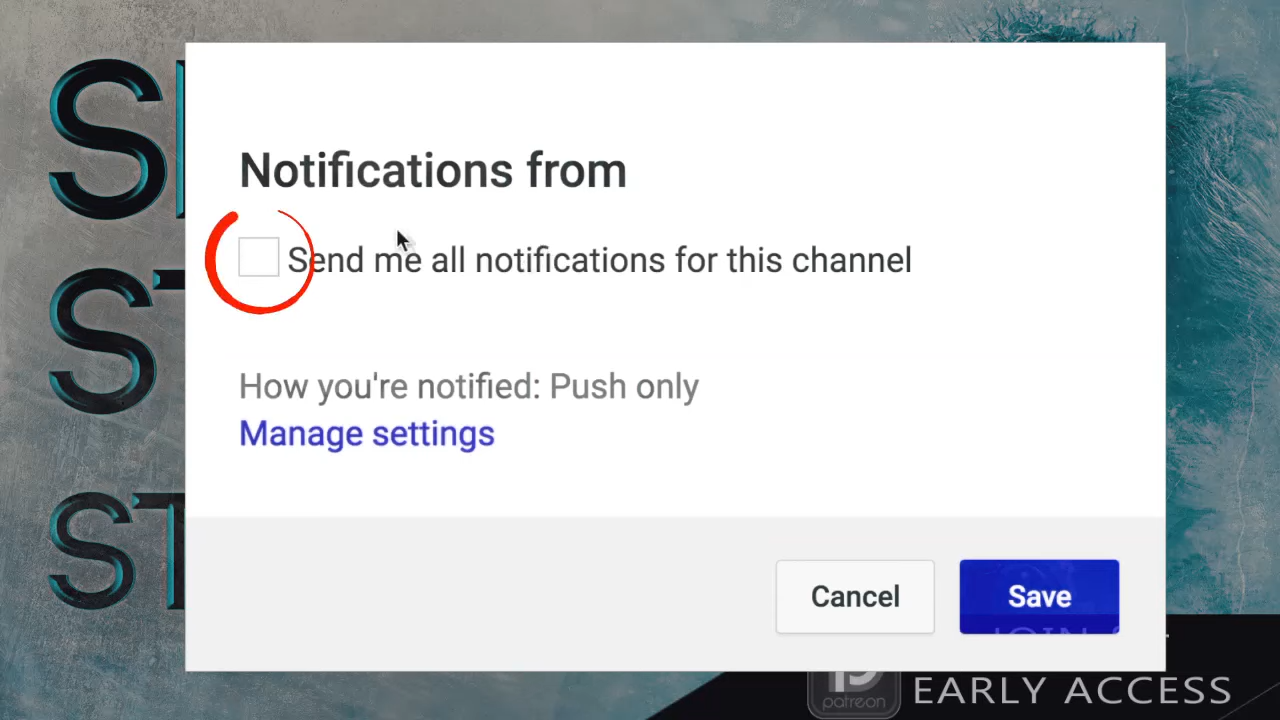 Notifications from
Send me all notifications for this channel
How you're notified: Push only
Manage settings
Cancel
Save
patreon
EARLY ACCESS